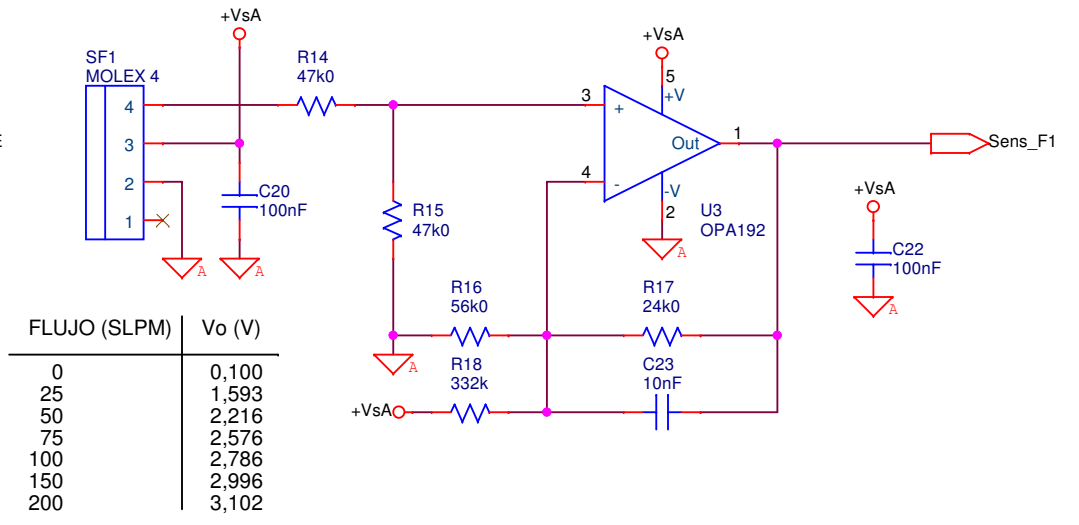 +VsA
SF1
MOLEX 4
4
3
2
1
R14
47k0
C20
100nF
A
A
R15
47k0
A
+VsA
5
+V
3
+
4
-
Out
1
-V
2
U3
OPA192
A
Sens_F1
+VsA
C22
100nF
A
R16
56k0
R17
24k0
R18
332k
C23
10nF
+VsA
FLUJO (SLPM) Vo (V)
0 0,100
25 1,593
50 2,216
75 2,576
100 2,786
150 2,996
200 3,102